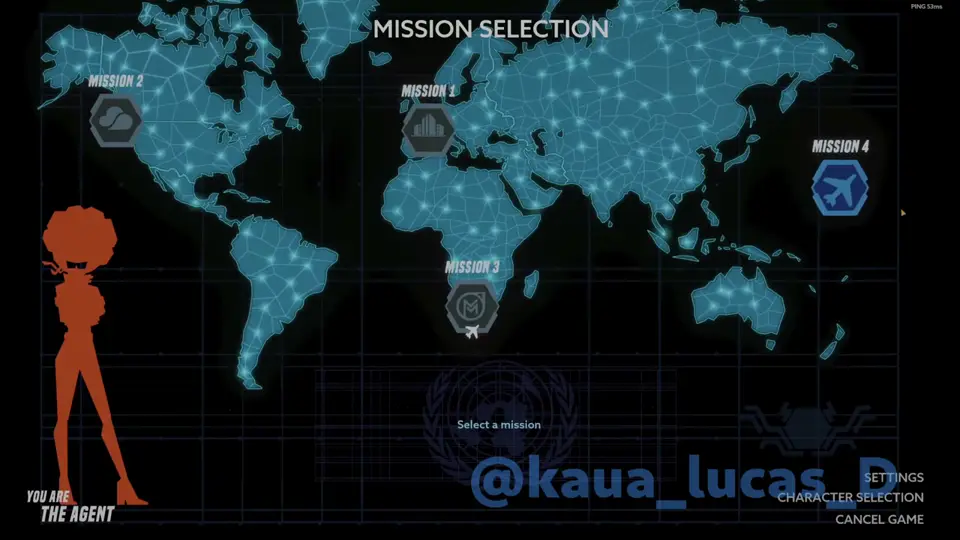 PING 53ms
MISSION SELECTION
MISSION 2
MISSION 1
MISSION 4
MISSION 3
Select a mission
@kaua_lucas_D
SETTINGS
CHARACTER SELECTION
CANCEL GAME
YOU ARE
THE AGENT